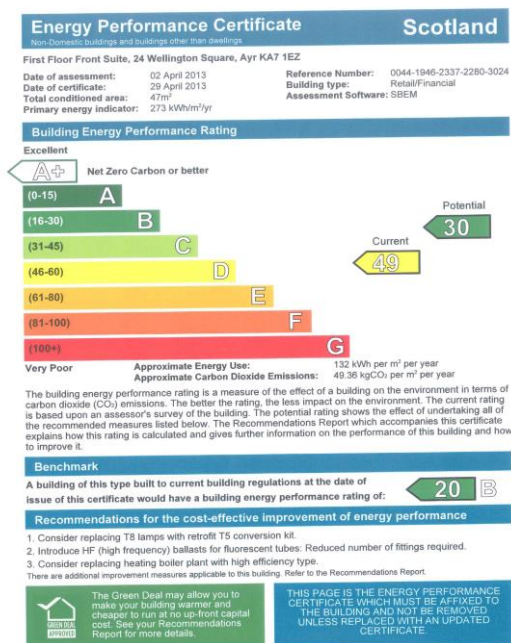 Energy Performance Certificate
Scotland
Non-Domestic buildings and buildings other than dwellings
First Floor Front Suite, 24 Wellington Square, Ayr KA7 1EZ
Date of assessment: 02 April 2013
Date of certificate: 29 April 2013
Total conditioned area: 47m²
Primary energy indicator: 273 kWh/m²/yr
Reference Number: 0044-1946-2337-2280-3024
Building type: Retail/Financial
Assessment Software: SBEM
Building Energy Performance Rating
Excellent
A+ Net Zero Carbon or better
(0-15) A
(16-30) B
(31-45) C
(46-60) D
(61-80) E
(81-100) F
(100+) G
Very Poor
Potential
30
Current
49
Approximate Energy Use: 132 kWh per m² per year
Approximate Carbon Dioxide Emissions: 49.36 kgCO₂ per m² per year
The building energy performance rating is a measure of the effect of a building on the environment in terms of
carbon dioxide (CO₂) emissions. The better the rating, the less impact on the environment. The current rating
is based upon an assessor's survey of the building. The potential rating shows the effect of undertaking all of
the recommended measures listed below. The Recommendations Report which accompanies this certificate
explains how this rating is calculated and gives further information on the performance of this building and how
to improve it.
Benchmark
A building of this type built to current building regulations at the date of
issue of this certificate would have a building energy performance rating of:
20 B
Recommendations for the cost-effective improvement of energy performance
1. Consider replacing T8 lamps with retrofit T5 conversion kit.
2. Introduce HF (high frequency) ballasts for fluorescent tubes: Reduced number of fittings required.
3. Consider replacing heating boiler plant with high efficiency type.
There are additional improvement measures applicable to this building. Refer to the Recommendations Report.
GREEN DEAL
APPROVED
The Green Deal may allow you to
make your building warmer and
cheaper to run at no up-front capital
cost. See your Recommendations
Report for more details.
THIS PAGE IS THE ENERGY PERFORMANCE
CERTIFICATE WHICH MUST BE AFFIXED TO
THE BUILDING AND NOT BE REMOVED
UNLESS REPLACED WITH AN UPDATED
CERTIFICATE